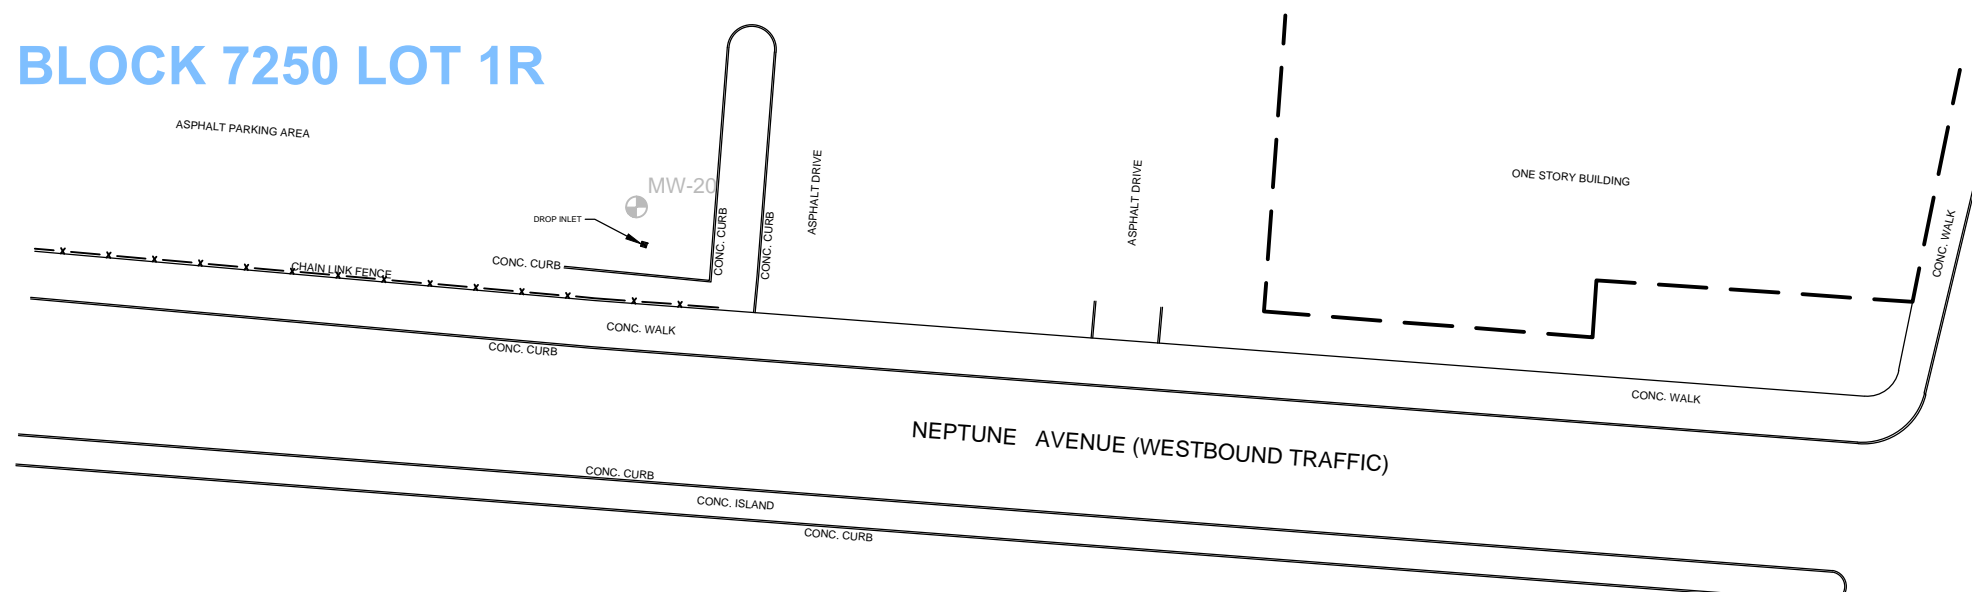 BLOCK 7250 LOT 1R
ASPHALT PARKING AREA
MW-20
DROP INLET
CONC. CURB
CONC. CURB
CONC. CURB
ASPHALT DRIVE
ASPHALT DRIVE
ONE STORY BUILDING
CONC. WALK
CHAIN LINK FENCE
CONC. WALK
CONC. CURB
CONC. WALK
NEPTUNE AVENUE (WESTBOUND TRAFFIC)
CONC. CURB
CONC. ISLAND
CONC. CURB